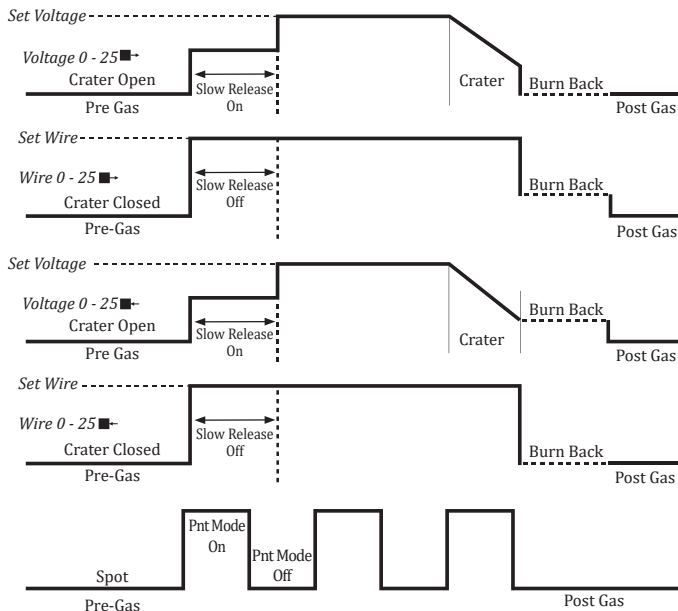 Set Voltage
Voltage 0 - 25
Crater Open
Pre Gas
Slow Release
On
Crater
Burn Back
Post Gas
Set Wire
Wire 0 - 25
Crater Closed
Pre-Gas
Slow Release
Off
Burn Back
Post Gas
Set Voltage
Voltage 0 - 25
Crater Open
Pre Gas
Slow Release
On
Crater
Burn Back
Post Gas
Set Wire
Wire 0 - 25
Crater Closed
Pre-Gas
Slow Release
Off
Burn Back
Post Gas
Spot
Pre-Gas
Pnt Mode
On
Pnt Mode
Off
Post Gas